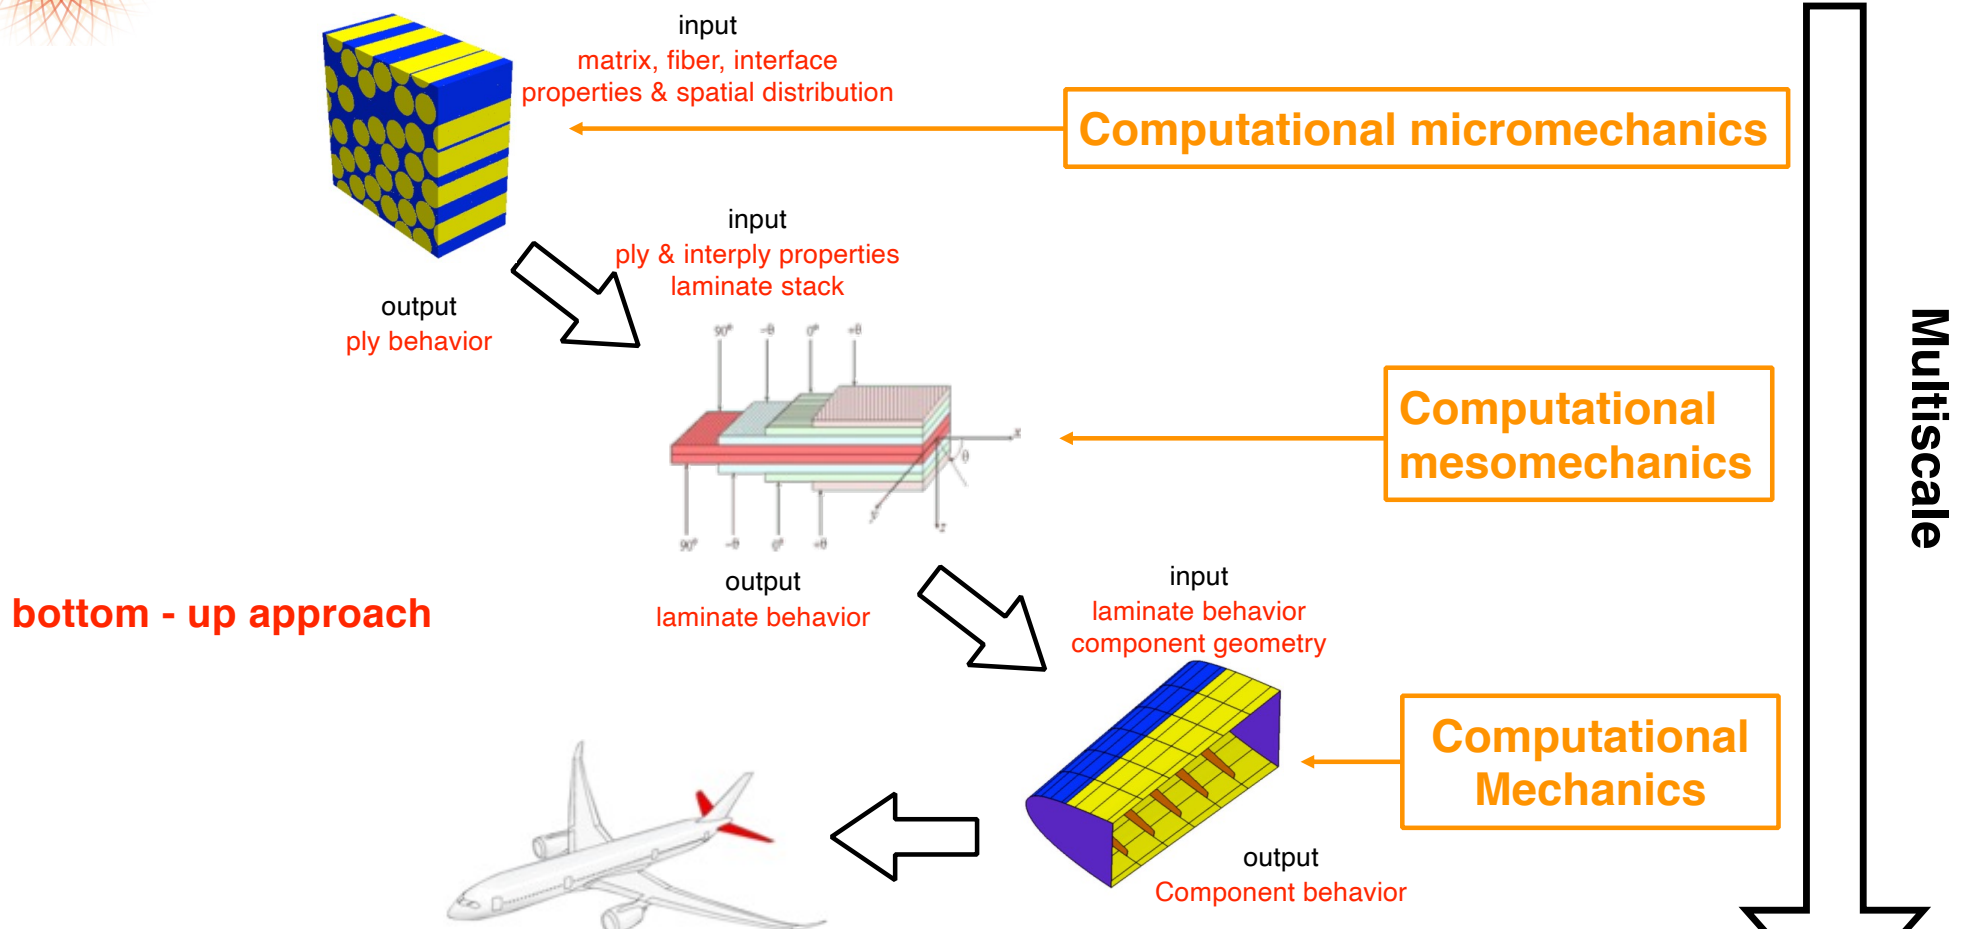 input
matrix, fiber, interface
properties & spatial distribution
Computational micromechanics
input
ply & interply properties
laminate stack
output
ply behavior
90° -θ 0° +θ
Computational
mesomechanics
Multiscale
x
θ
y
z
90° -θ 0° +θ
output
laminate behavior
bottom - up approach
input
laminate behavior
component geometry
Computational
Mechanics
output
Component behavior